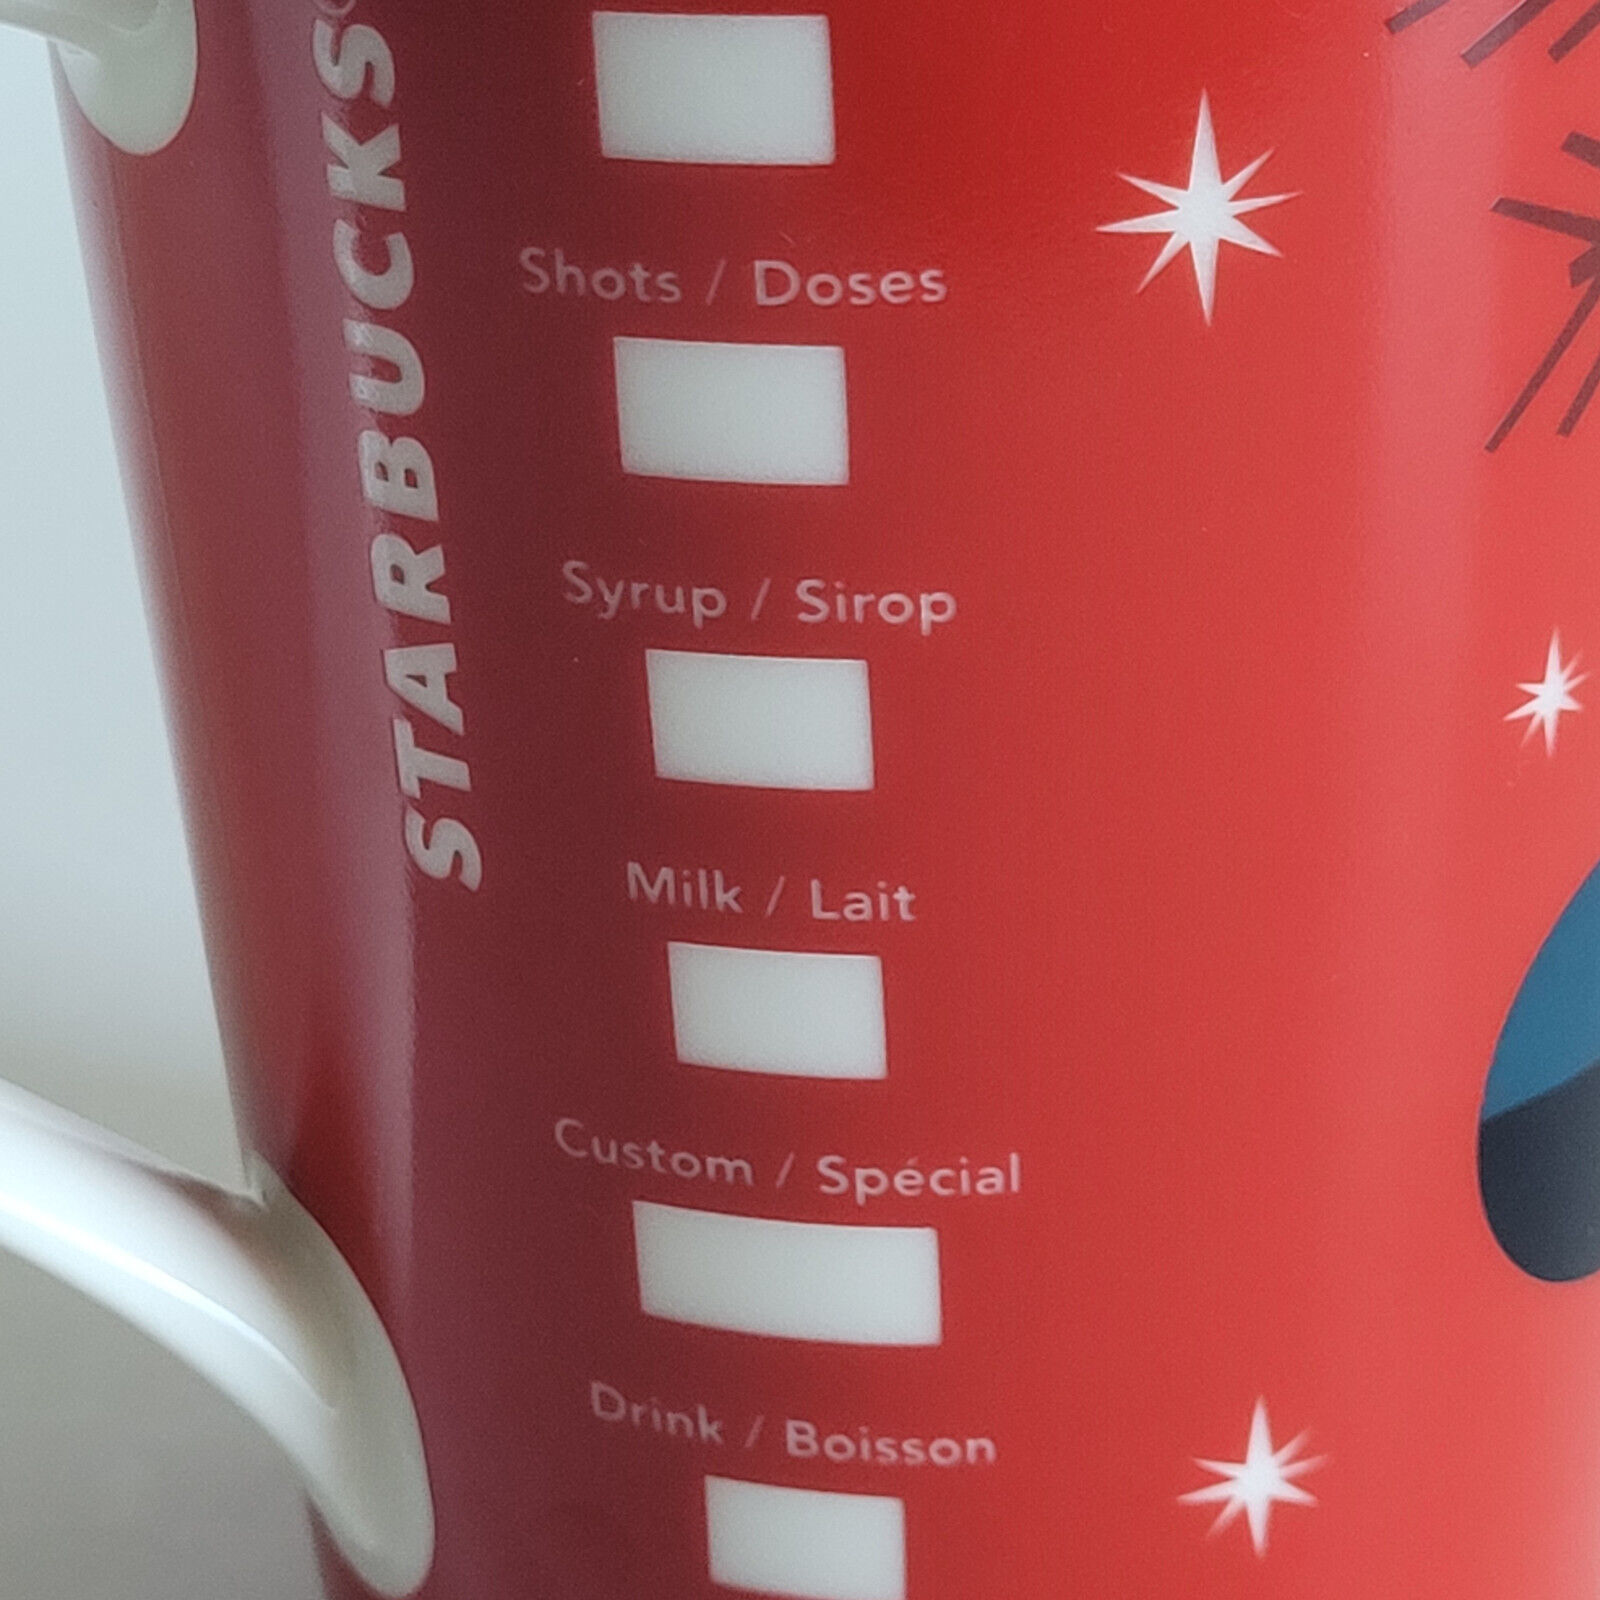 STARBUCKS
Shots / Doses
Syrup / Sirop
Milk / Lait
Custom / Spécial
Drink / Boisson